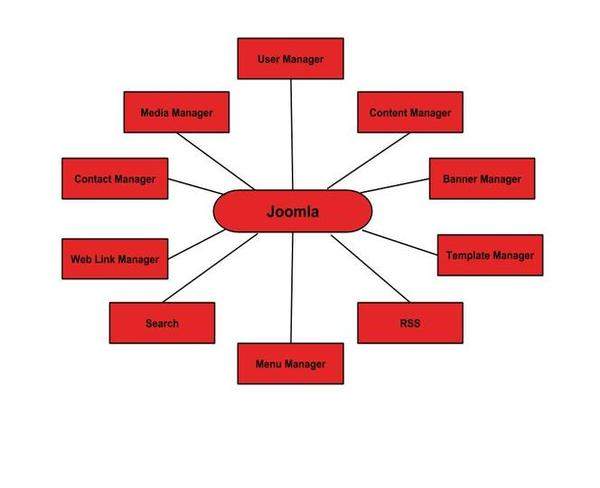 User Manager
Media Manager
Content Manager
Contact Manager
Banner Manager
Joomla
Web Link Manager
Template Manager
Search
RSS
Menu Manager